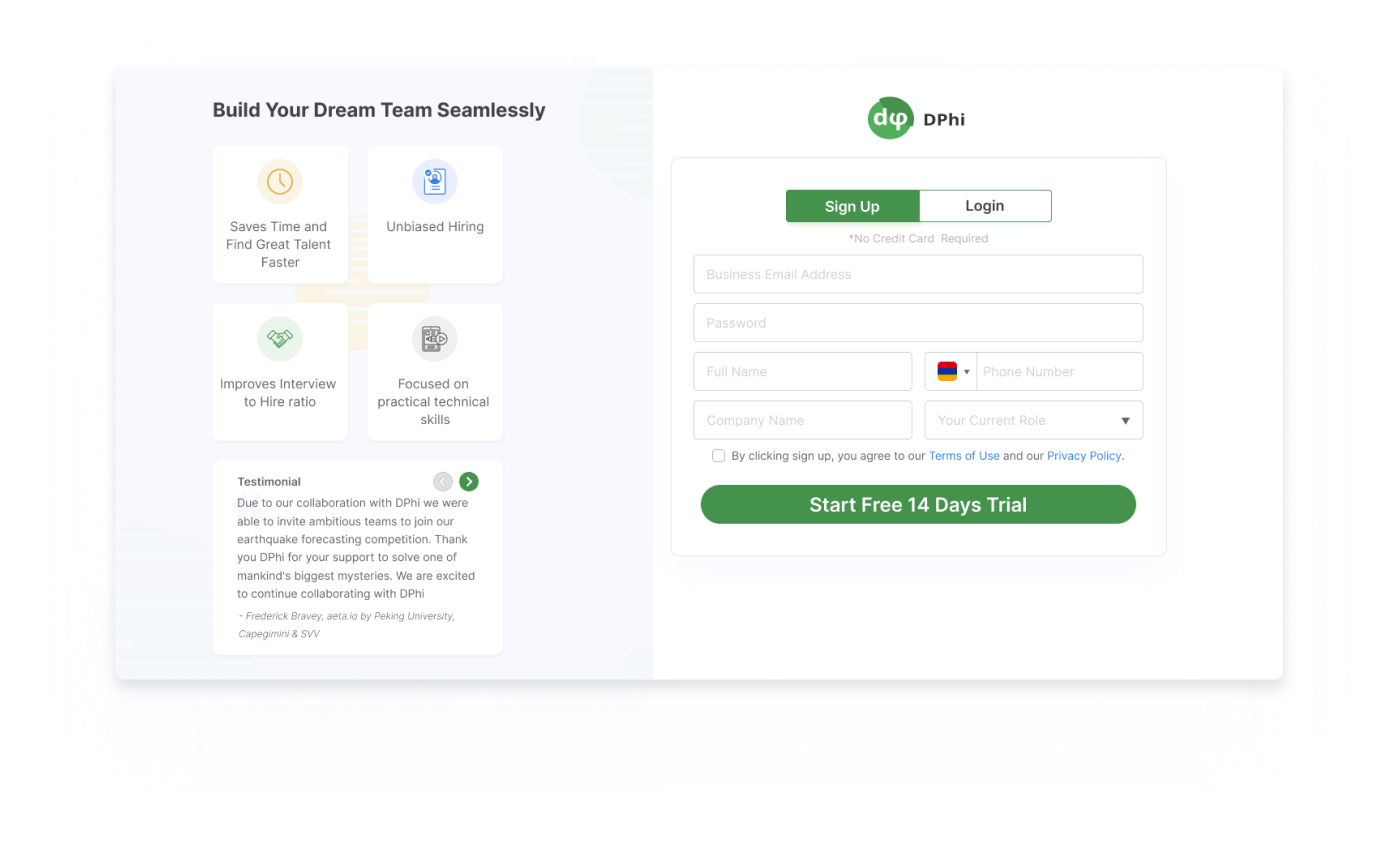 Build Your Dream Team Seamlessly
Saves Time and
Find Great Talent
Faster
Unbiased Hiring
Improves Interview
to Hire ratio
Focused on
practical technical
skills
Testimonial
Due to our collaboration with DPhi we were
able to invite ambitious teams to join our
earthquake forecasting competition. Thank
you DPhi for your support to solve one of
mankind's biggest mysteries. We are excited
to continue collaborating with DPhi
- Frederick Bravey, aeta.io by Peking University,
Capegimini & SVV
dφ DPhi
Sign Up Login
*No Credit Card Required
Business Email Address
Password
Full Name Phone Number
Company Name Your Current Role
By clicking sign up, you agree to our Terms of Use and our Privacy Policy.
Start Free 14 Days Trial